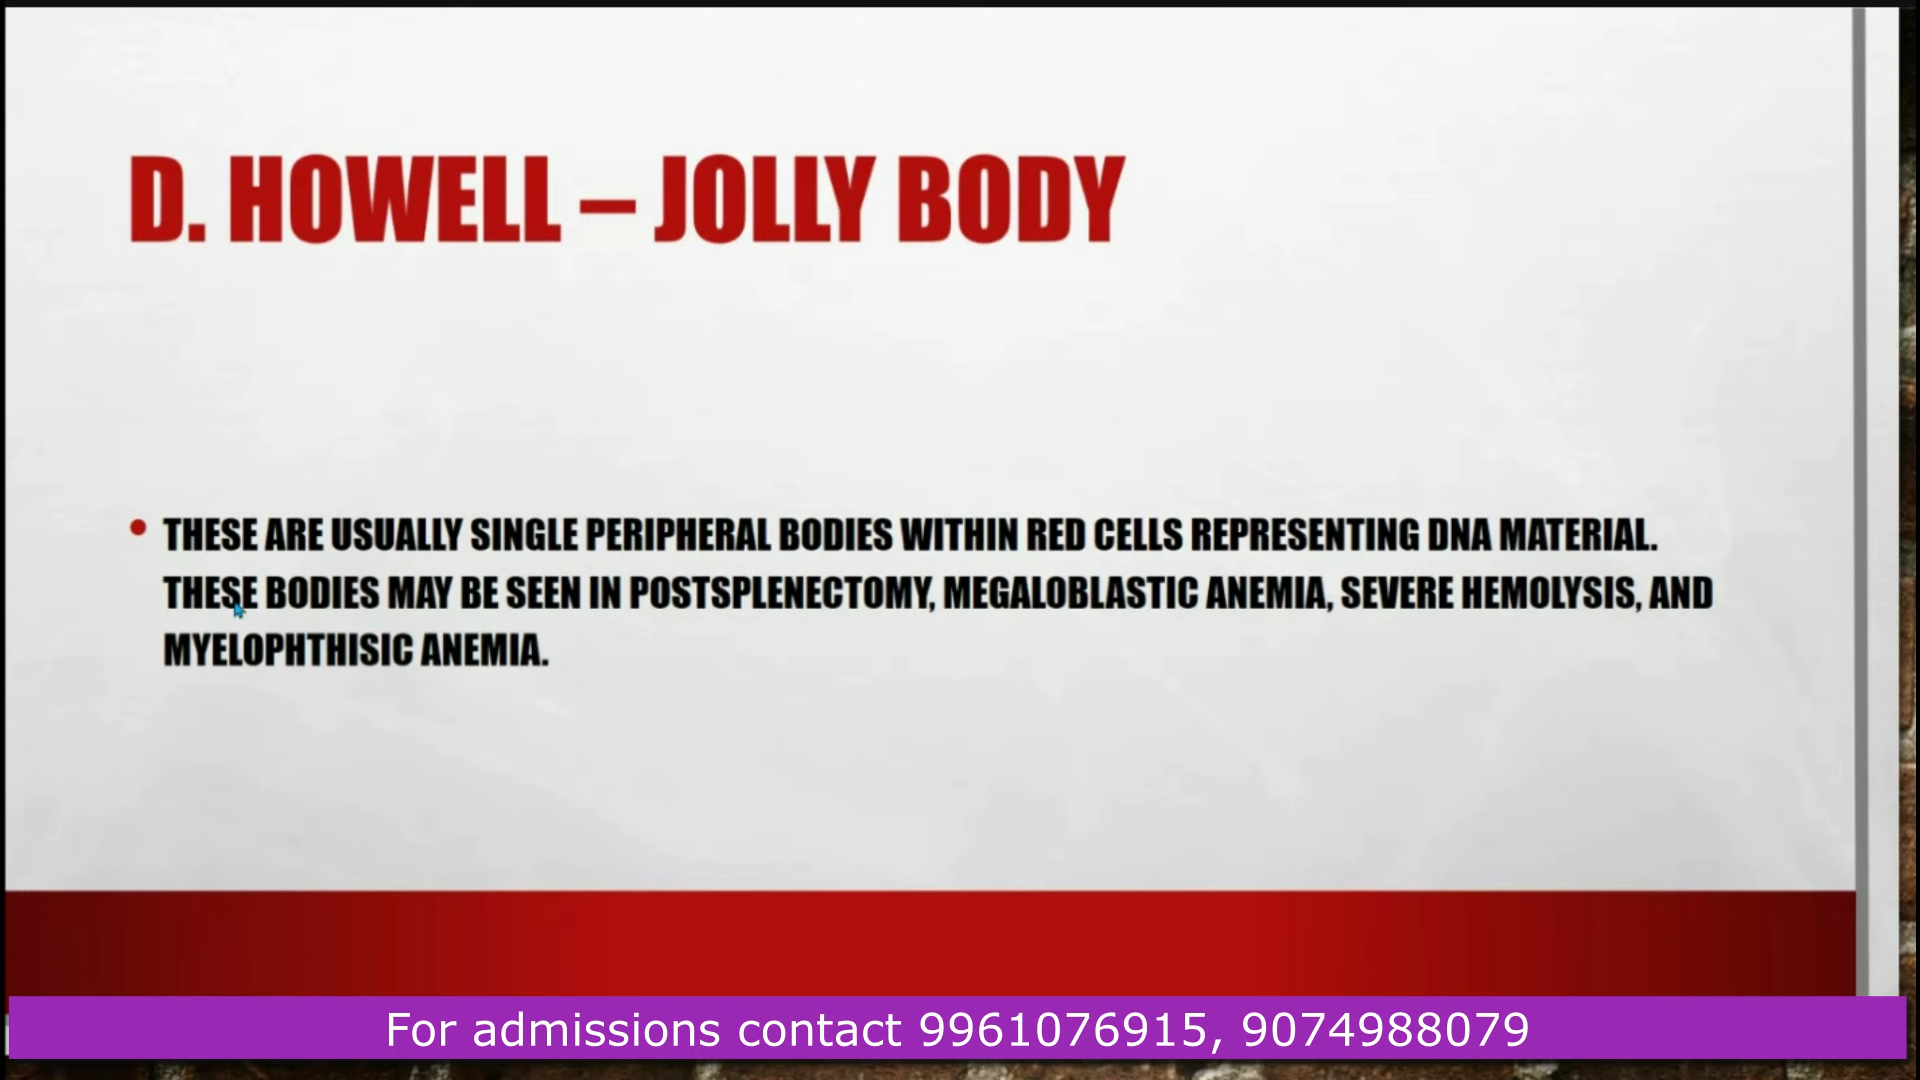 D. HOWELL – JOLLY BODY
• THESE ARE USUALLY SINGLE PERIPHERAL BODIES WITHIN RED CELLS REPRESENTING DNA MATERIAL.
THESE BODIES MAY BE SEEN IN POSTSPLENECTOMY, MEGALOBLASTIC ANEMIA, SEVERE HEMOLYSIS, AND
MYELOPHTHISIC ANEMIA.
For admissions contact 9961076915, 9074988079